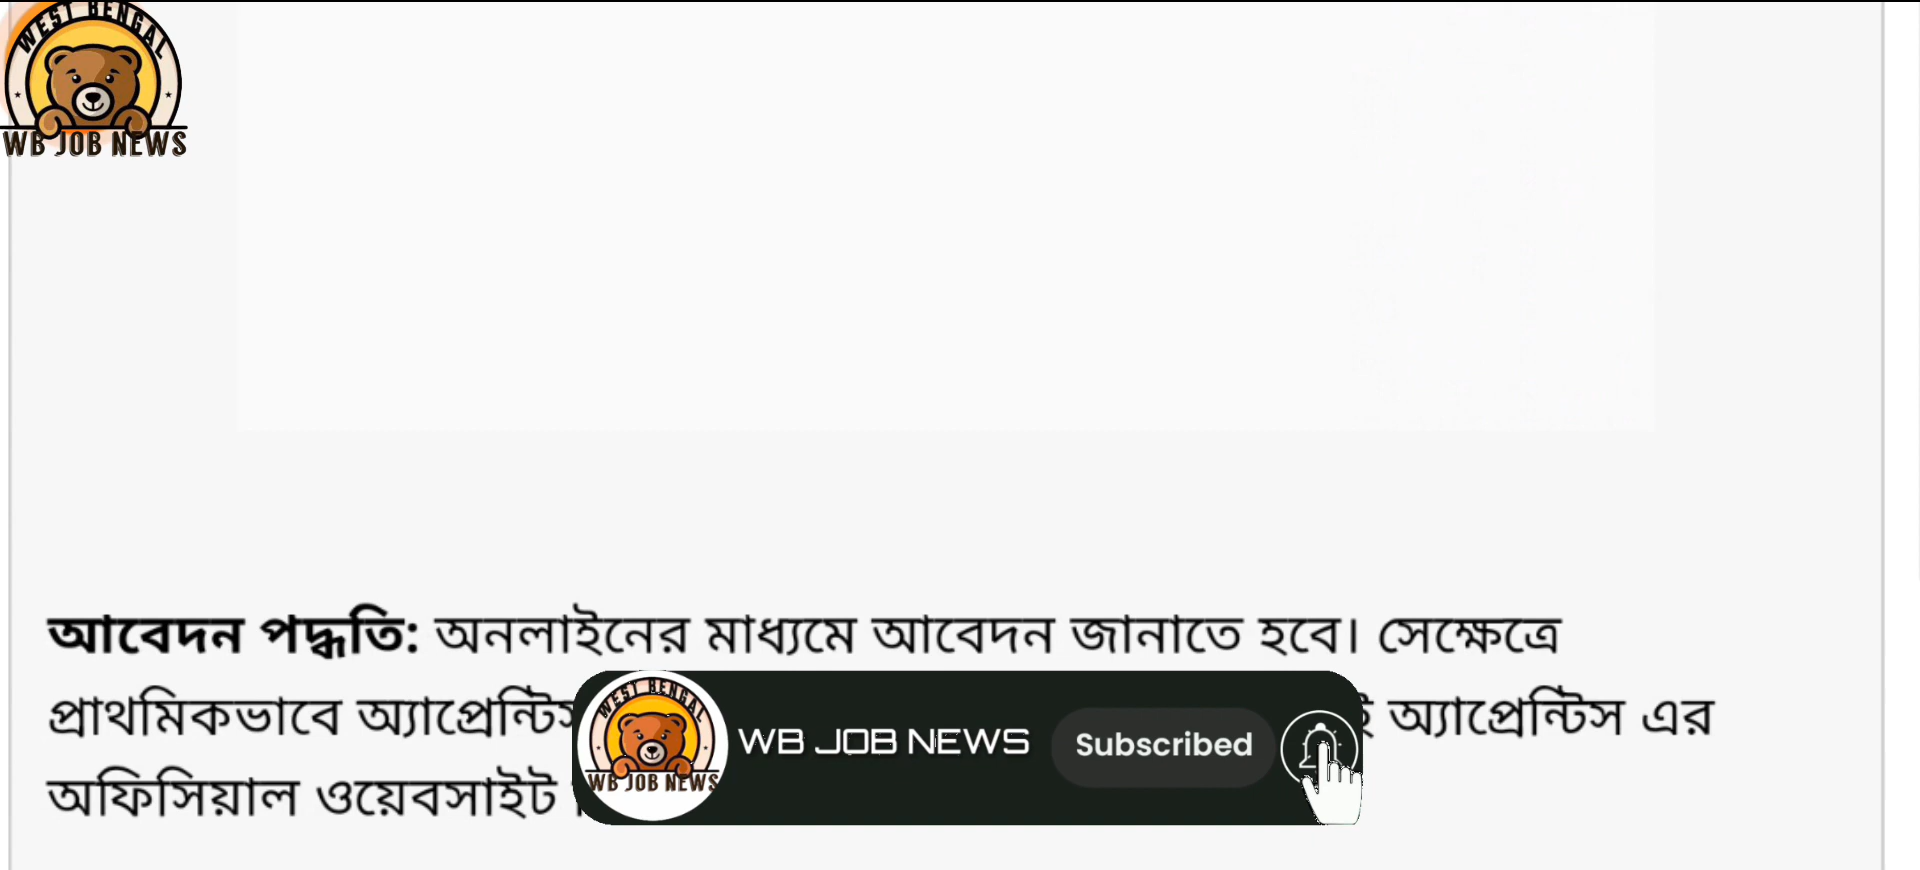 WEST BENGAL
WB JOB NEWS
আবেদন পদ্ধতি: অনলাইনের মাধ্যমে আবেদন জানাতে হবে। সেক্ষেত্রে
প্রাথমিকভাবে অ্যাপ্রেন্টিস অ্যাপ্রেন্টিস এর
অফিসিয়াল ওয়েবসাইট
WEST BENGAL
WB JOB NEWS
WB JOB NEWS
Subscribed